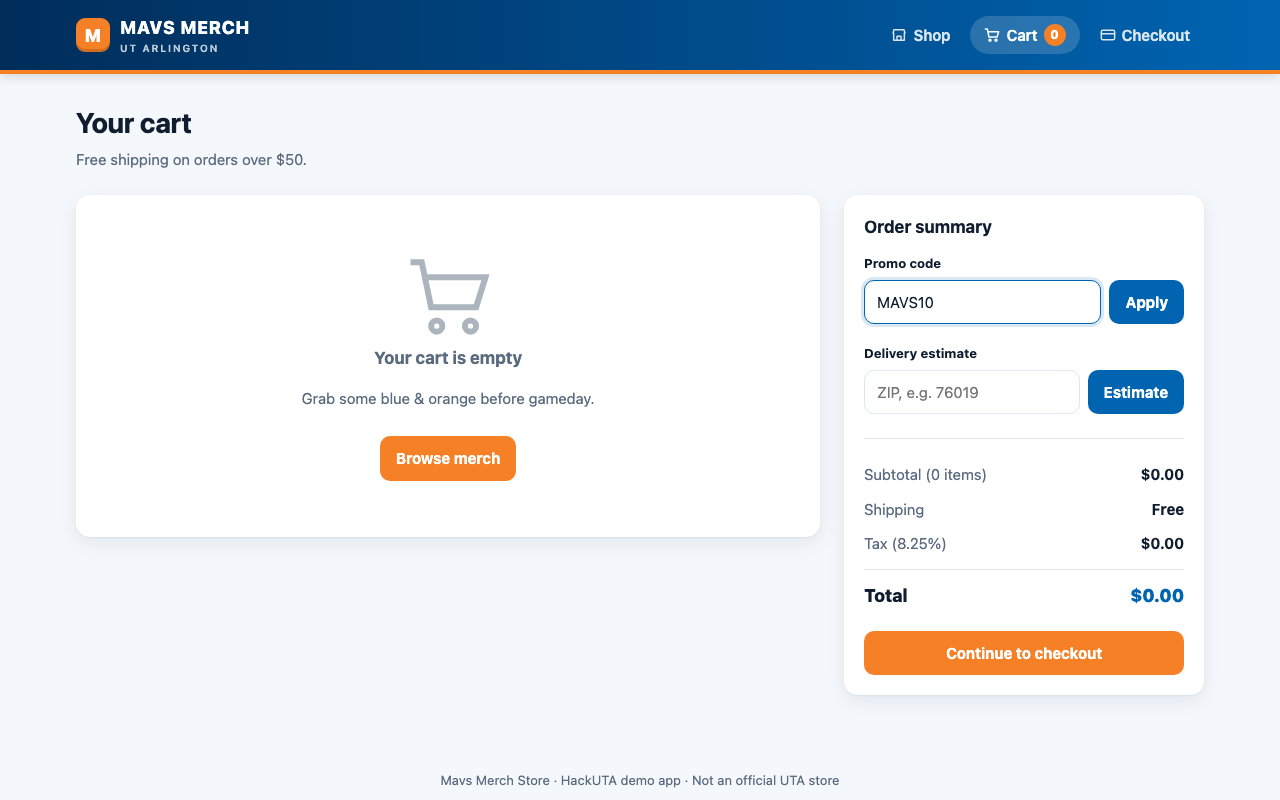 M
MAVS MERCH
UT ARLINGTON
Shop
Cart 0
Checkout
Your cart
Free shipping on orders over $50.
Your cart is empty
Grab some blue & orange before gameday.
Browse merch
Order summary
Promo code
MAVS10 Apply
Delivery estimate
ZIP, e.g. 76019 Estimate
Subtotal (0 items) $0.00
Shipping Free
Tax (8.25%) $0.00
Total $0.00
Continue to checkout
Mavs Merch Store · HackUTA demo app · Not an official UTA store